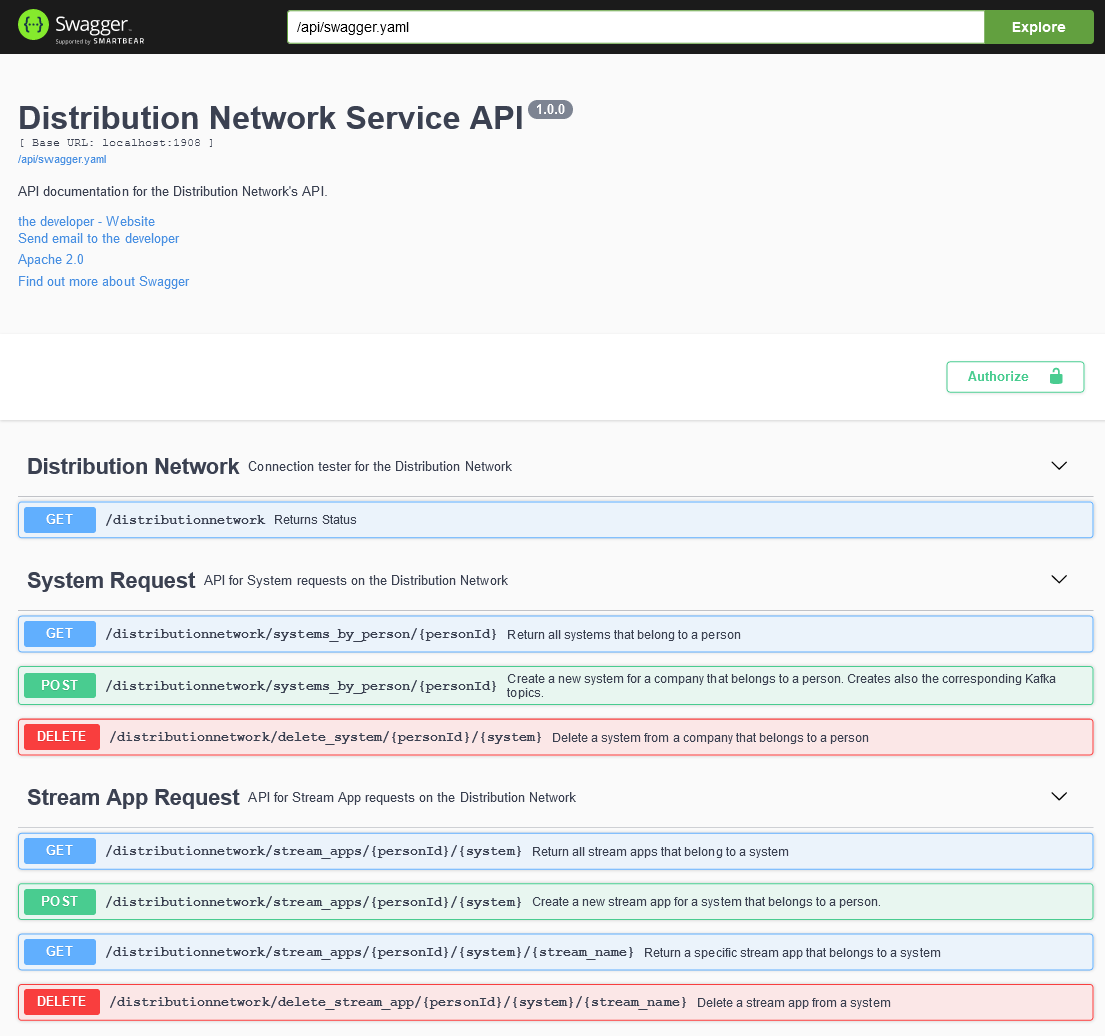 {···} Swagger
Supported by SMARTBEAR
/api/swagger.yaml
Explore
Distribution Network Service API 1.0.0
[ Base URL: localhost:1908 ]
/api/swagger.yaml
API documentation for the Distribution Network's API.
the developer - Website
Send email to the developer
Apache 2.0
Find out more about Swagger
Authorize
Distribution Network Connection tester for the Distribution Network
GET /distributionnetwork Returns Status
System Request API for System requests on the Distribution Network
GET /distributionnetwork/systems_by_person/{personId} Return all systems that belong to a person
POST /distributionnetwork/systems_by_person/{personId} Create a new system for a company that belongs to a person. Creates also the corresponding Kafka
topics.
DELETE /distributionnetwork/delete_system/{personId}/{system} Delete a system from a company that belongs to a person
Stream App Request API for Stream App requests on the Distribution Network
GET /distributionnetwork/stream_apps/{personId}/{system} Return all stream apps that belong to a system
POST /distributionnetwork/stream_apps/{personId}/{system} Create a new stream app for a system that belongs to a person.
GET /distributionnetwork/stream_apps/{personId}/{system}/{stream_name} Return a specific stream app that belongs to a system
DELETE /distributionnetwork/delete_stream_app/{personId}/{system}/{stream_name} Delete a stream app from a system